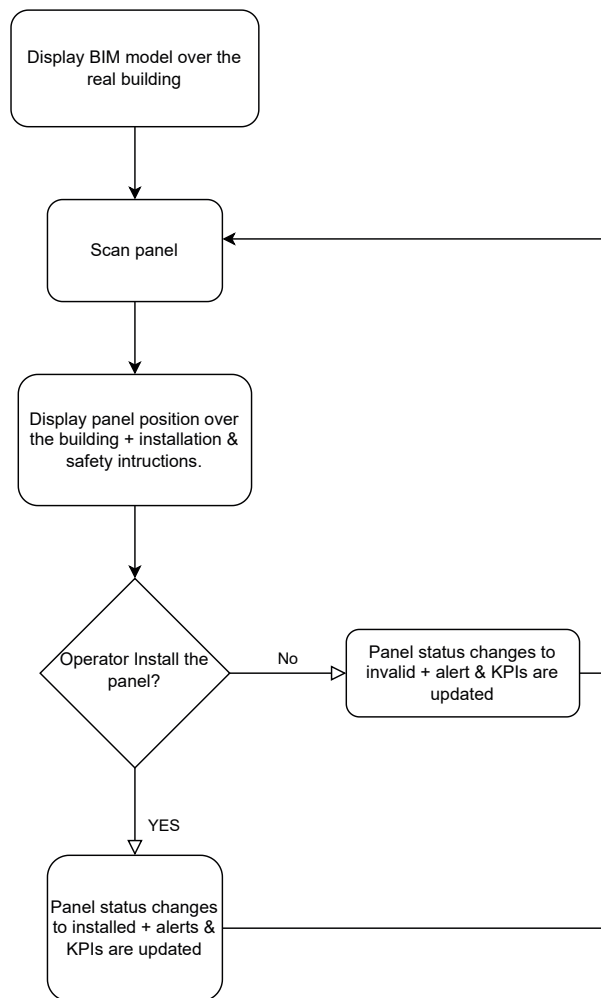 Display BIM model over the
real building
Scan panel
Display panel position over
the building + installation &
safety intructions.
Operator Install the
panel?
No
Panel status changes to
invalid + alert & KPIs are
updated
YES
Panel status changes
to installed + alerts &
KPIs are updated